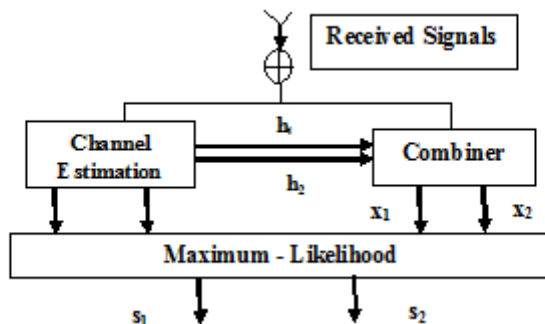 Received Signals
Channel
Estimation
h₁
h₂
Combiner
x₁
x₂
Maximum - Likelihood
s₁
s₂